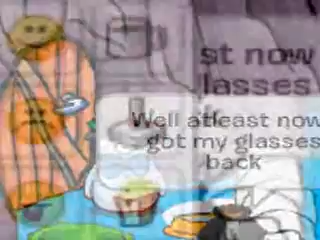 st now
lasses
Well atleast now
got my glasses
back